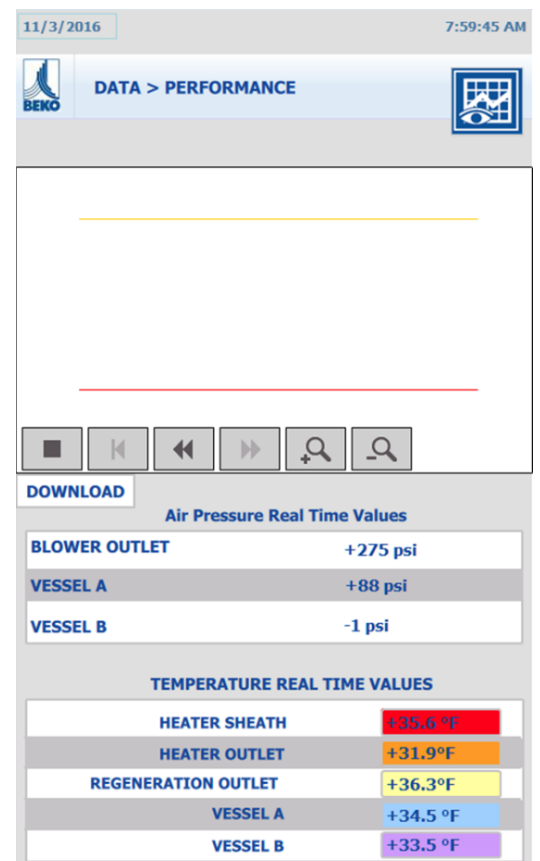 11/3/2016 7:59:45 AM
BEKO
DATA > PERFORMANCE
DOWNLOAD
Air Pressure Real Time Values
BLOWER OUTLET +275 psi
VESSEL A +88 psi
VESSEL B -1 psi
TEMPERATURE REAL TIME VALUES
HEATER SHEATH +35.6 °F
HEATER OUTLET +31.9°F
REGENERATION OUTLET +36.3°F
VESSEL A +34.5 °F
VESSEL B +33.5 °F